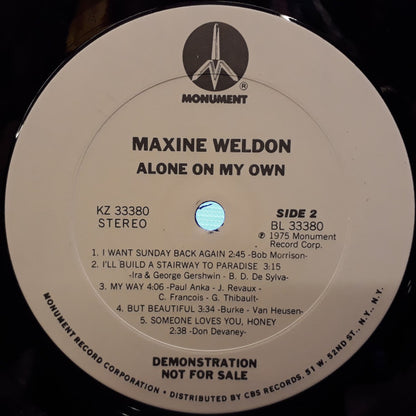 ®
MONUMENT
MAXINE WELDON
ALONE ON MY OWN
KZ 33380
STEREO
SIDE 2
BL 33380
℗ 1975 Monument
Record Corp.
1. I WANT SUNDAY BACK AGAIN 2:45 -Bob Morrison-
2. I'LL BUILD A STAIRWAY TO PARADISE 3:15
-Ira & George Gershwin - B. D. De Sylva-
3. MY WAY 4:06 -Paul Anka - J. Revaux -
C. Francois - G. Thibault-
4. BUT BEAUTIFUL 3:34 -Burke - Van Heusen-
5. SOMEONE LOVES YOU, HONEY
2:38 -Don Devaney-
DEMONSTRATION
NOT FOR SALE
MONUMENT RECORD CORPORATION • DISTRIBUTED BY CBS RECORDS, 51 W. 52ND ST., N.Y., N.Y.